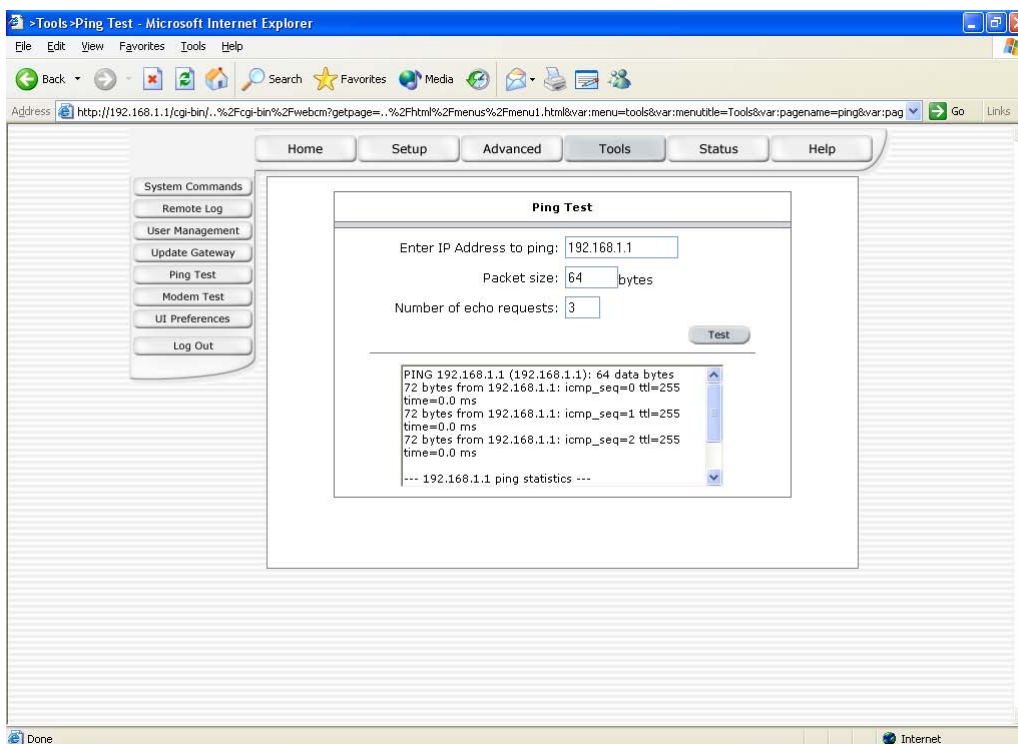 >Tools>Ping Test - Microsoft Internet Explorer
File Edit View Favorites Tools Help
Back Search Favorites Media
Address http://192.168.1.1/cgi-bin/..%2Fcgi-bin%2Fwebcm?getpage=..%2Fhtml%2Fmenus%2Fmenu1.html&var:menu=tools&var:menutitle=Tools&var:pagename=ping&var:pag Go Links
Home Setup Advanced Tools Status Help
System Commands
Remote Log
User Management
Update Gateway
Ping Test
Modem Test
UI Preferences
Log Out
Ping Test
Enter IP Address to ping: 192.168.1.1
Packet size: 64 bytes
Number of echo requests: 3
Test
PING 192.168.1.1 (192.168.1.1): 64 data bytes
72 bytes from 192.168.1.1: icmp_seq=0 ttl=255
time=0.0 ms
72 bytes from 192.168.1.1: icmp_seq=1 ttl=255
time=0.0 ms
72 bytes from 192.168.1.1: icmp_seq=2 ttl=255
time=0.0 ms
--- 192.168.1.1 ping statistics ---
Done Internet